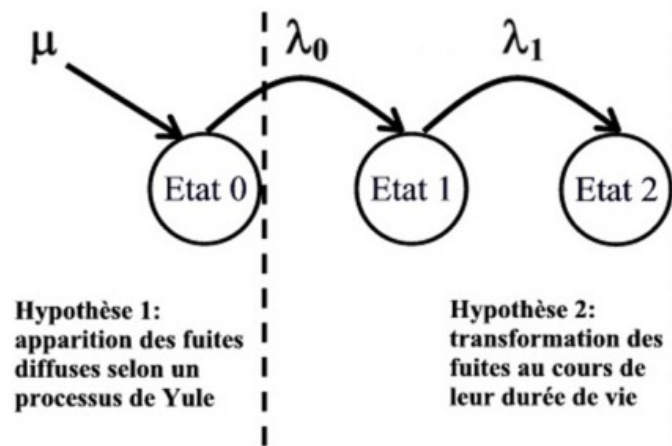 μ
λ0
λ1
Etat 0
Etat 1
Etat 2
Hypothèse 1:
apparition des fuites
diffuses selon un
processus de Yule
Hypothèse 2:
transformation des
fuites au cours de
leur durée de vie